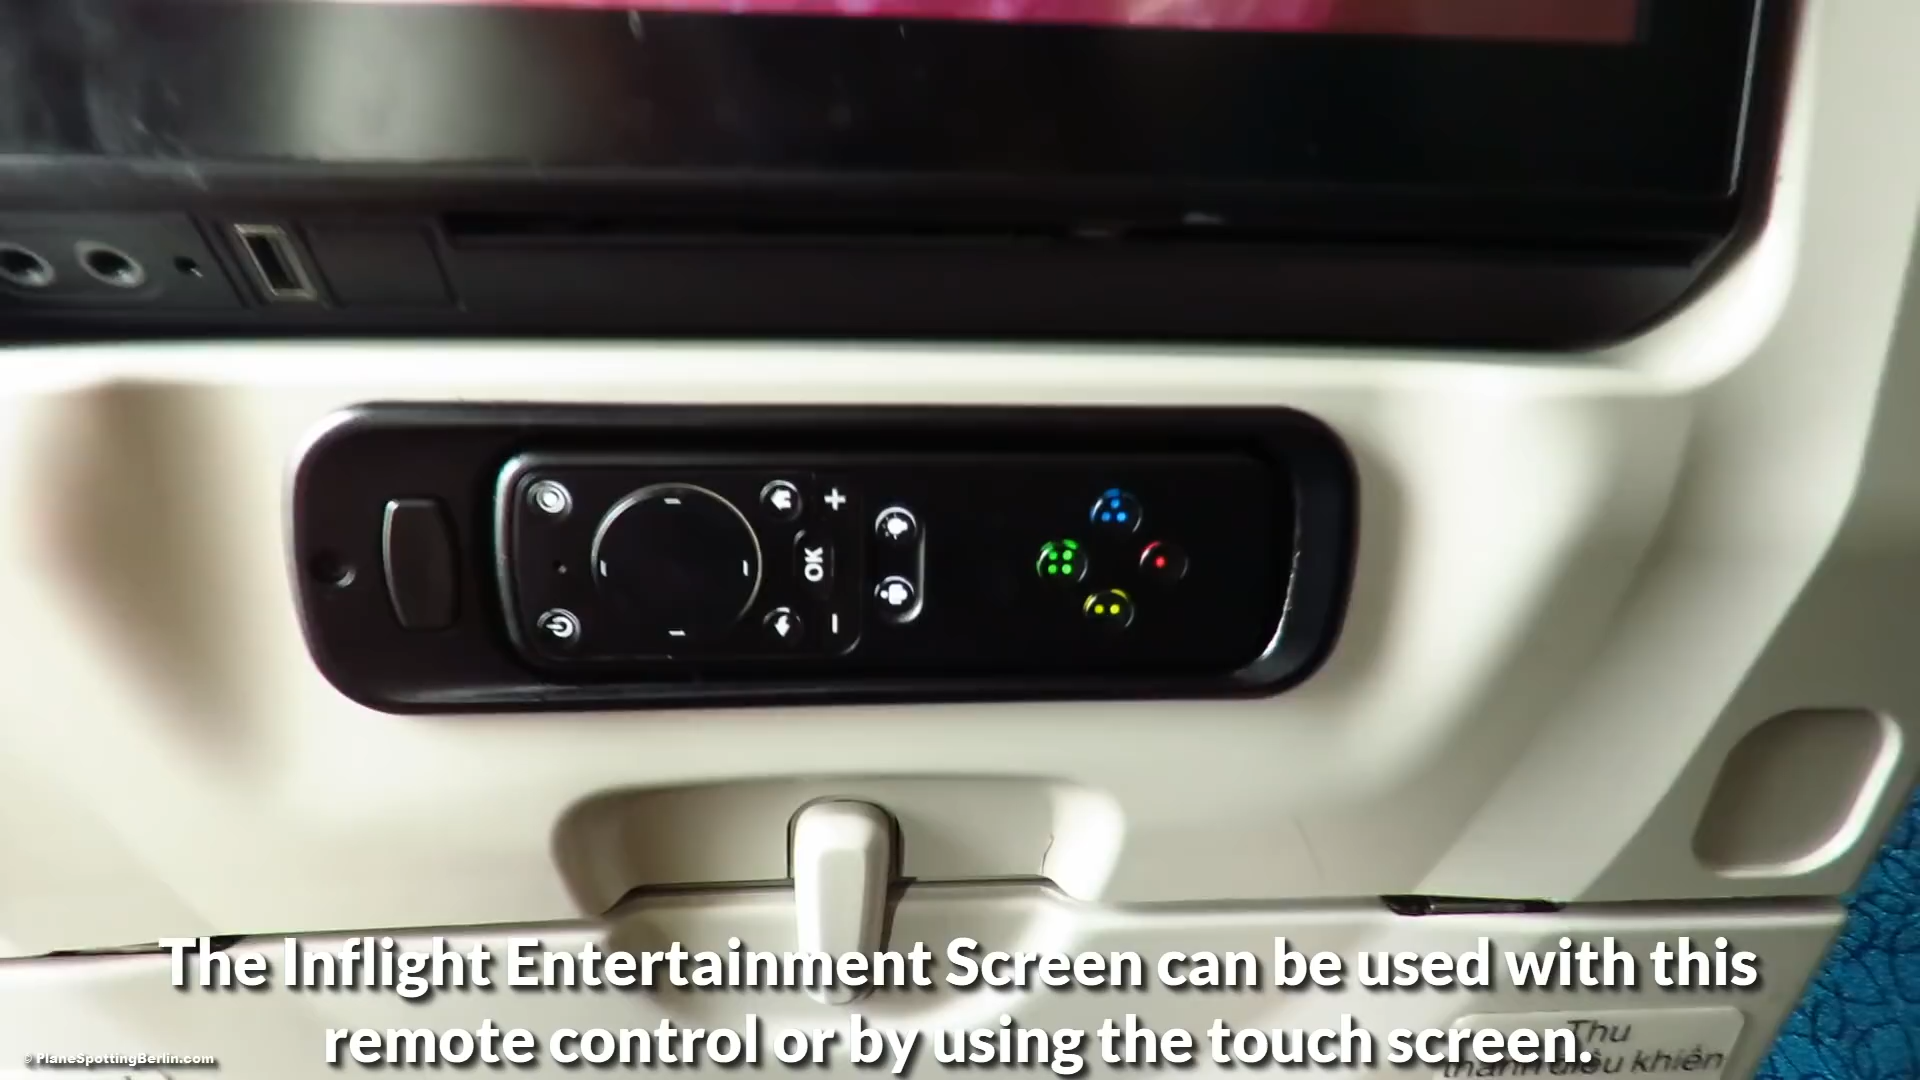 +
OK
-
The Inflight Entertainment Screen can be used with this
remote control or by using the touch screen.
© PlaneSpottingBerlin.com
Thu
khiển